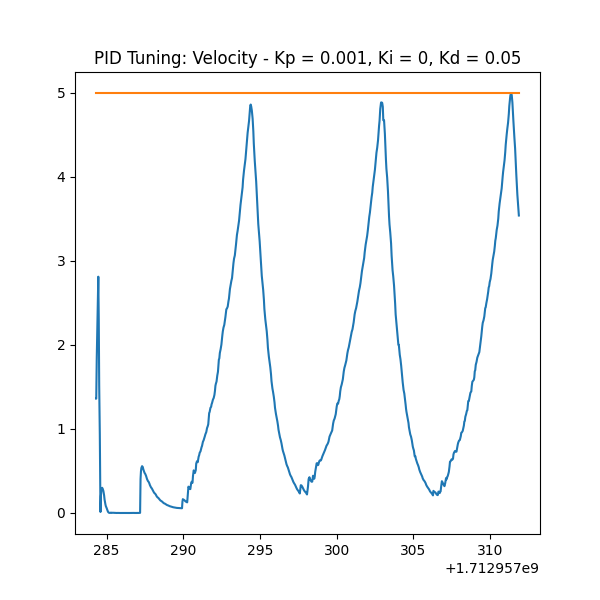 PID Tuning: Velocity - Kp = 0.001, Ki = 0, Kd = 0.05
5
4
3
2
1
0
285 290 295 300 305 310
+1.712957e9